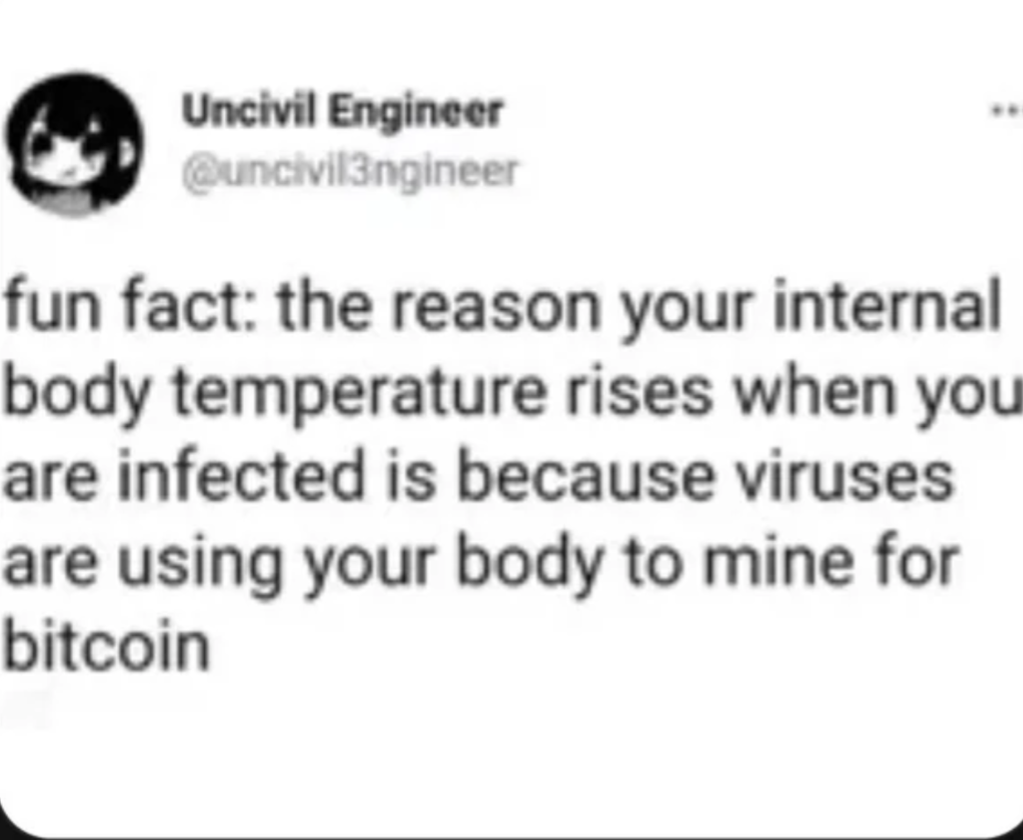 Uncivil Engineer
@uncivil3ngineer
fun fact: the reason your internal
body temperature rises when you
are infected is because viruses
are using your body to mine for
bitcoin